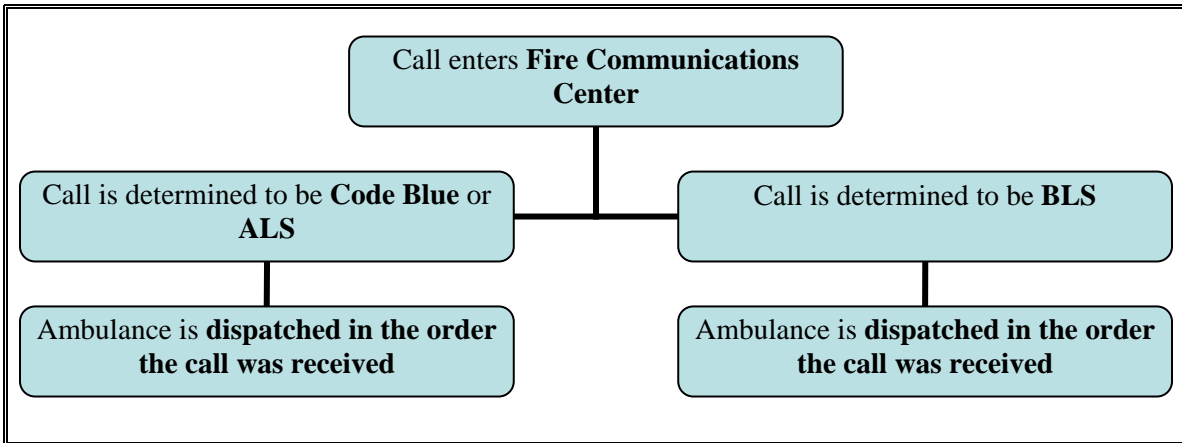 Call enters Fire Communications
Center
Call is determined to be Code Blue or
ALS
Call is determined to be BLS
Ambulance is dispatched in the order
the call was received
Ambulance is dispatched in the order
the call was received